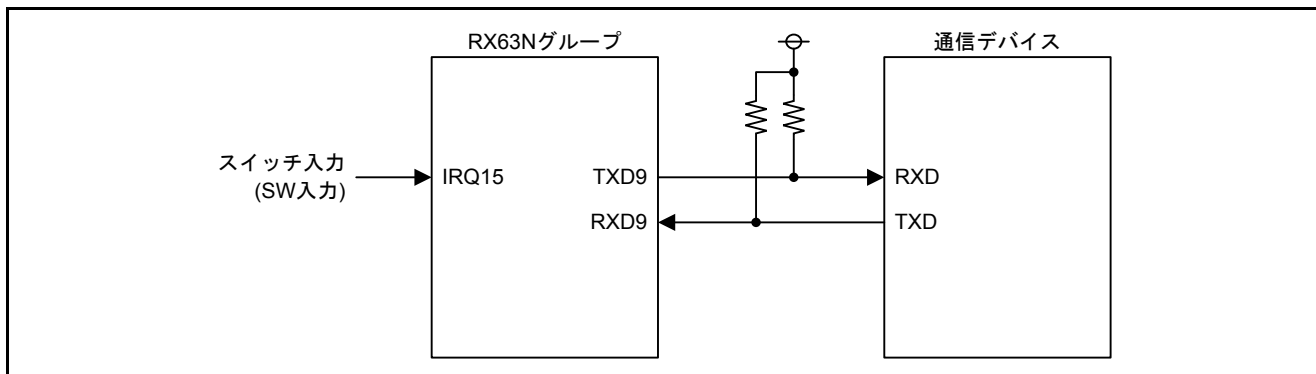 RX63Nグループ
通信デバイス
スイッチ入力
(SW入力)
IRQ15
TXD9
RXD
RXD9
TXD